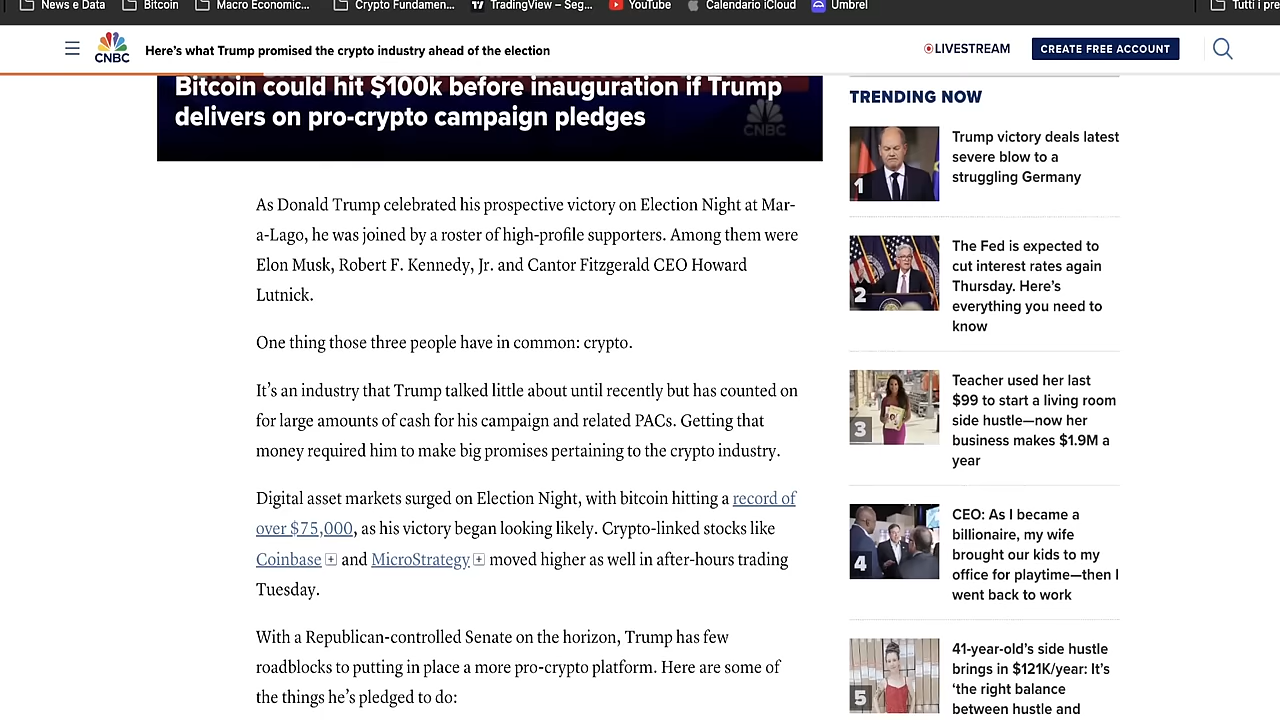 News e Data
Bitcoin
Macro Economic...
Crypto Fundamen...
TradingView – Seg...
YouTube
Calendario iCloud
Umbrel
Tutti i pre
CNBC
Here’s what Trump promised the crypto industry ahead of the election
LIVESTREAM
CREATE FREE ACCOUNT
Bitcoin could hit $100k before inauguration if Trump
delivers on pro-crypto campaign pledges
CNBC
As Donald Trump celebrated his prospective victory on Election Night at Mar-
a-Lago, he was joined by a roster of high-profile supporters. Among them were
Elon Musk, Robert F. Kennedy, Jr. and Cantor Fitzgerald CEO Howard
Lutnick.
One thing those three people have in common: crypto.
It’s an industry that Trump talked little about until recently but has counted on
for large amounts of cash for his campaign and related PACs. Getting that
money required him to make big promises pertaining to the crypto industry.
Digital asset markets surged on Election Night, with bitcoin hitting a record of
over $75,000, as his victory began looking likely. Crypto-linked stocks like
Coinbase + and MicroStrategy + moved higher as well in after-hours trading
Tuesday.
With a Republican-controlled Senate on the horizon, Trump has few
roadblocks to putting in place a more pro-crypto platform. Here are some of
the things he’s pledged to do:
TRENDING NOW
1
Trump victory deals latest
severe blow to a
struggling Germany
2
The Fed is expected to
cut interest rates again
Thursday. Here’s
everything you need to
know
3
Teacher used her last
$99 to start a living room
side hustle—now her
business makes $1.9M a
year
4
CEO: As I became a
billionaire, my wife
brought our kids to my
office for playtime—then I
went back to work
5
41-year-old’s side hustle
brings in $121K/year: It’s
‘the right balance
between hustle and